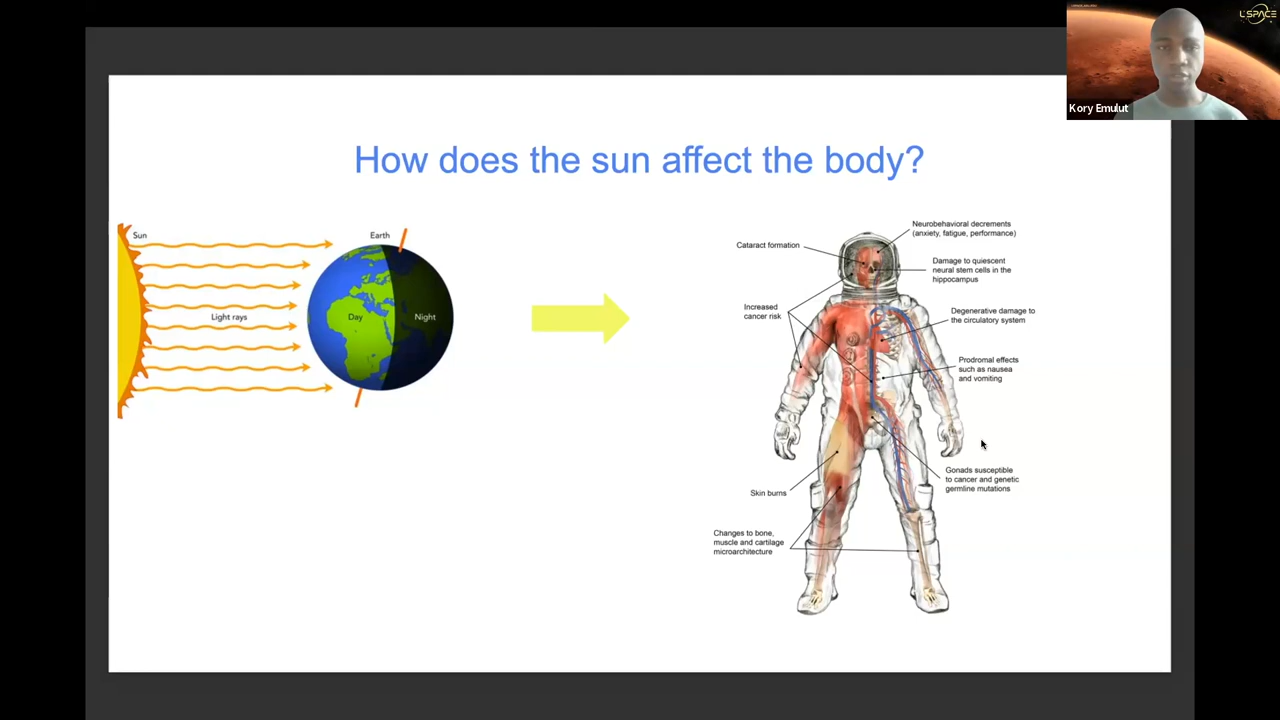 L'SPACE
Kory Emulut
How does the sun affect the body?
Sun
Light rays
Earth
Day
Night
Neurobehavioral decrements
(anxiety, fatigue, performance)
Cataract formation
Damage to quiescent
neural stem cells in the
hippocampus
Increased
cancer risk
Degenerative damage to
the circulatory system
Prodromal effects
such as nausea
and vomiting
Gonads susceptible
to cancer and genetic
germline mutations
Skin burns
Changes to bone,
muscle and cartilage
microarchitecture